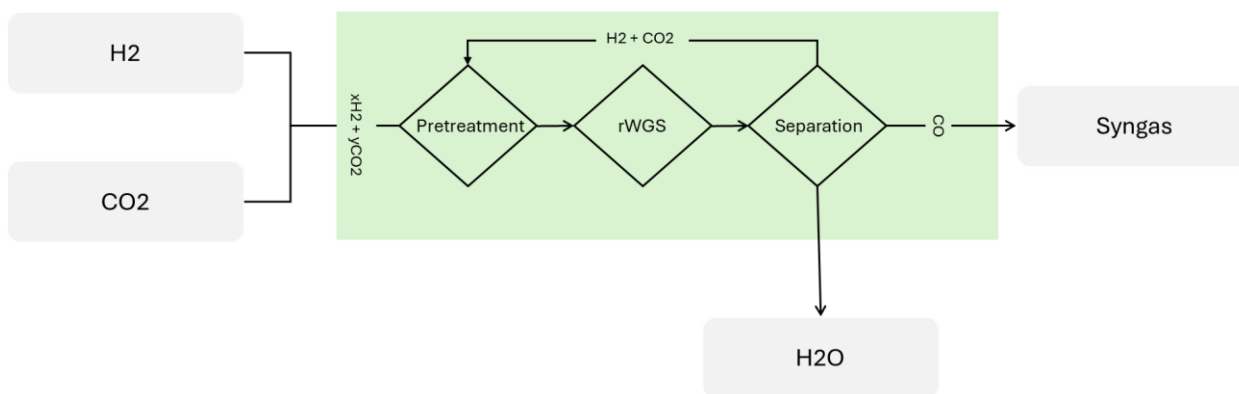 H2
H2 + CO2
xH2 + yCO2
Pretreatment
rWGS
Separation
CO
Syngas
CO2
H2O